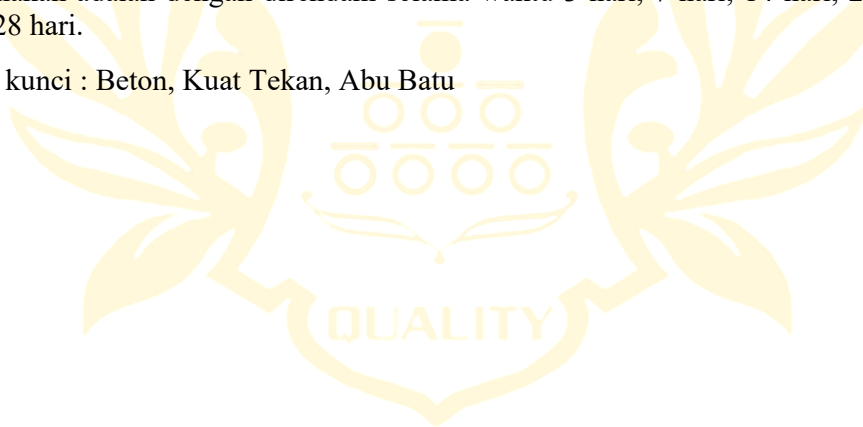 adalah dengan direndam selama waktu 3 hari, 7 hari, 14 hari,
28 hari.
kunci : Beton, Kuat Tekan, Abu Batu
QUALITY